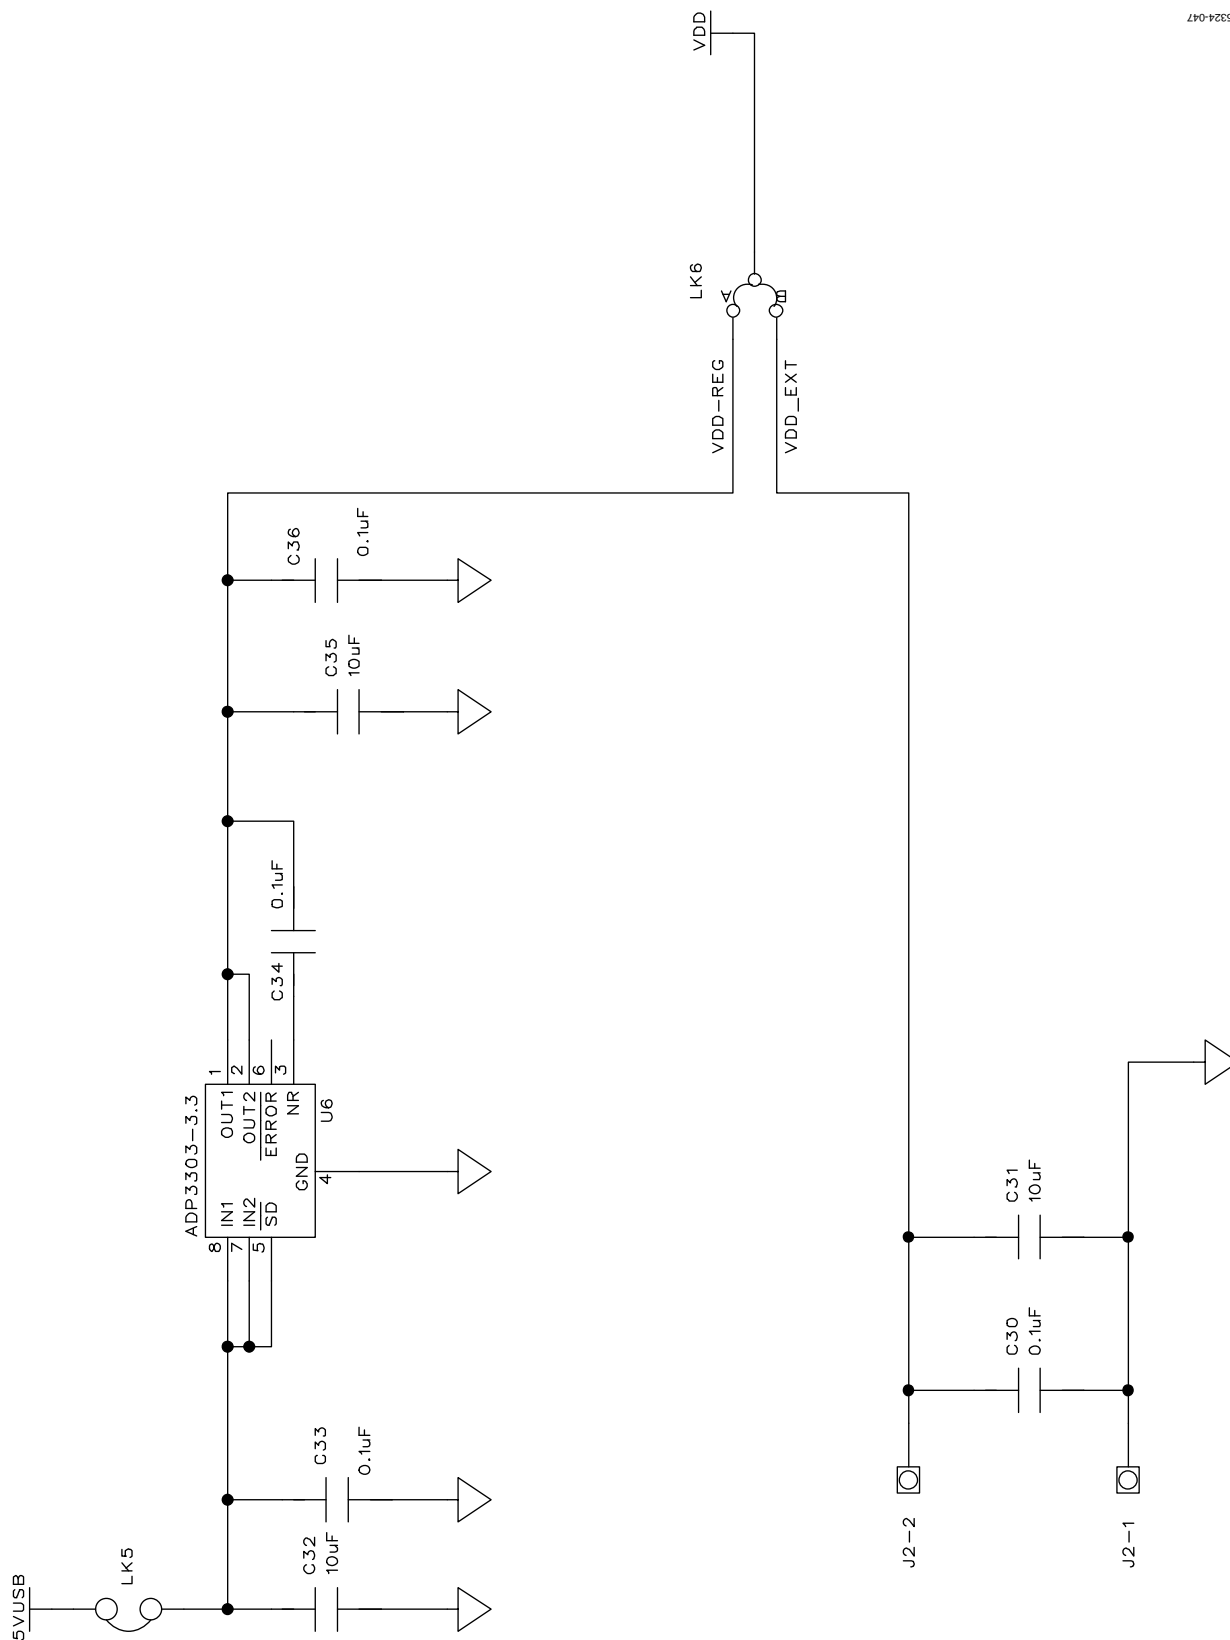 5VUSB
LK5
ADP3303-3.3
8
1
IN1
OUT1
7
2
IN2
OUT2
5
6
SD
ERROR
3
NR
GND
4
U6
C34
0.1uF
C32
10uF
C33
0.1uF
C35
10uF
C36
0.1uF
LK6
VDD
VDD-REG
A
VDD_EXT
B
J2-2
C30
0.1uF
C31
10uF
J2-1